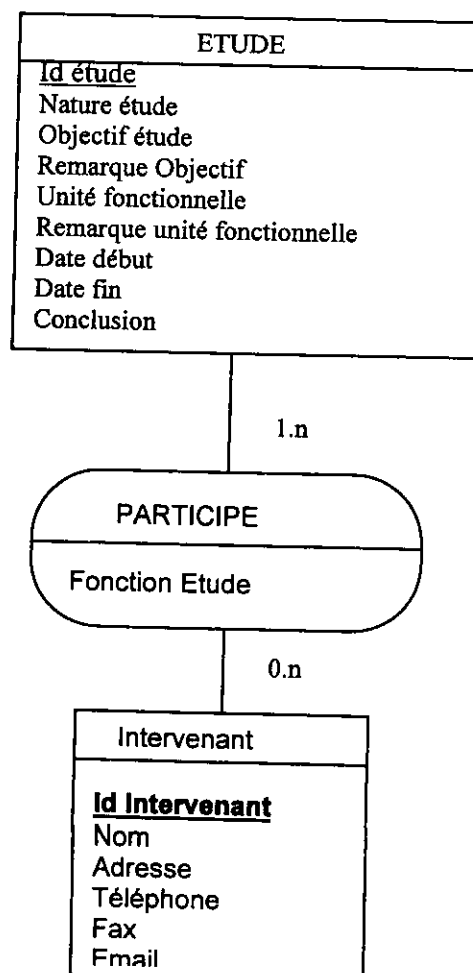 ETUDE
Id étude
Nature étude
Objectif étude
Remarque Objectif
Unité fonctionnelle
Remarque unité fonctionnelle
Date début
Date fin
Conclusion
1.n
PARTICIPE
Fonction Etude
0.n
Intervenant
Id Intervenant
Nom
Adresse
Téléphone
Fax
Email